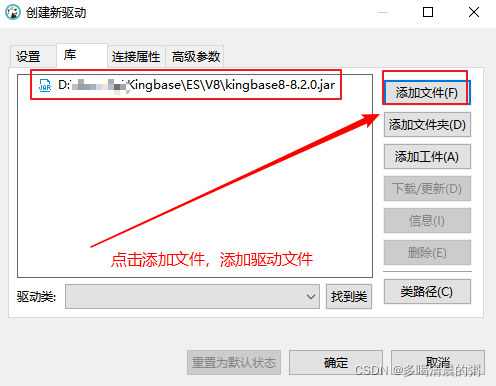 创建新驱动
设置 库 连接属性 高级参数
D:\Kingbase\ES\V8\kingbase8-8.2.0.jar
添加文件(F)
添加文件夹(D)
添加工件(A)
下载/更新(D)
信息(I)
删除(E)
类路径(C)
点击添加文件，添加驱动文件
驱动类:
找到类
重置为默认状态 确定 取消
CSDN @多喝清晨的粥